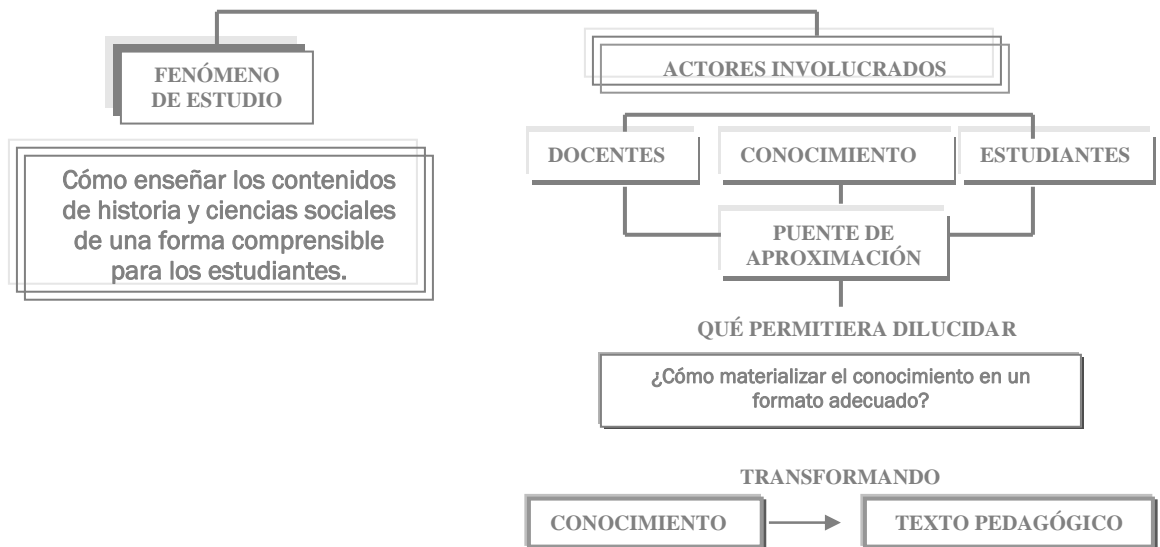 FENÓMENO
DE ESTUDIO
Cómo enseñar los contenidos
de historia y ciencias sociales
de una forma comprensible
para los estudiantes.
ACTORES INVOLUCRADOS
DOCENTES
CONOCIMIENTO
ESTUDIANTES
PUENTE DE
APROXIMACIÓN
QUÉ PERMITIERA DILUCIDAR
¿Cómo materializar el conocimiento en un
formato adecuado?
TRANSFORMANDO
CONOCIMIENTO
TEXTO PEDAGÓGICO